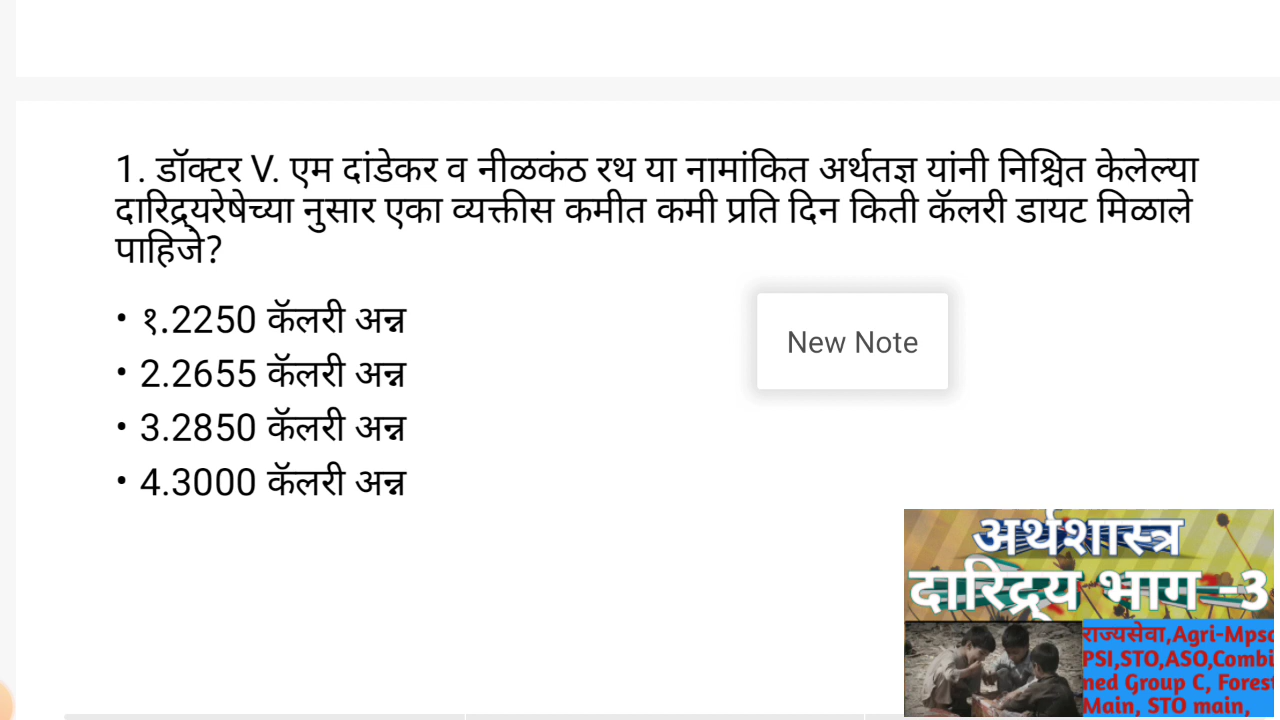 1. डॉक्टर V. एम दांडेकर व नीळकंठ रथ या नामांकित अर्थतज्ञ यांनी निश्चित केलेल्या
दारिद्र्यरेषेच्या नुसार एका व्यक्तीस कमीत कमी प्रति दिन किती कॅलरी डायट मिळाले
पाहिजे?
• १.2250 कॅलरी अन्न
• 2.2655 कॅलरी अन्न
• 3.2850 कॅलरी अन्न
• 4.3000 कॅलरी अन्न
New Note
अर्थशास्त्र
दारिद्र्य भाग -3
राज्यसेवा,Agri-Mpsc
PSI,STO,ASO,Combi
ned Group C, Forest
Main, STO main,